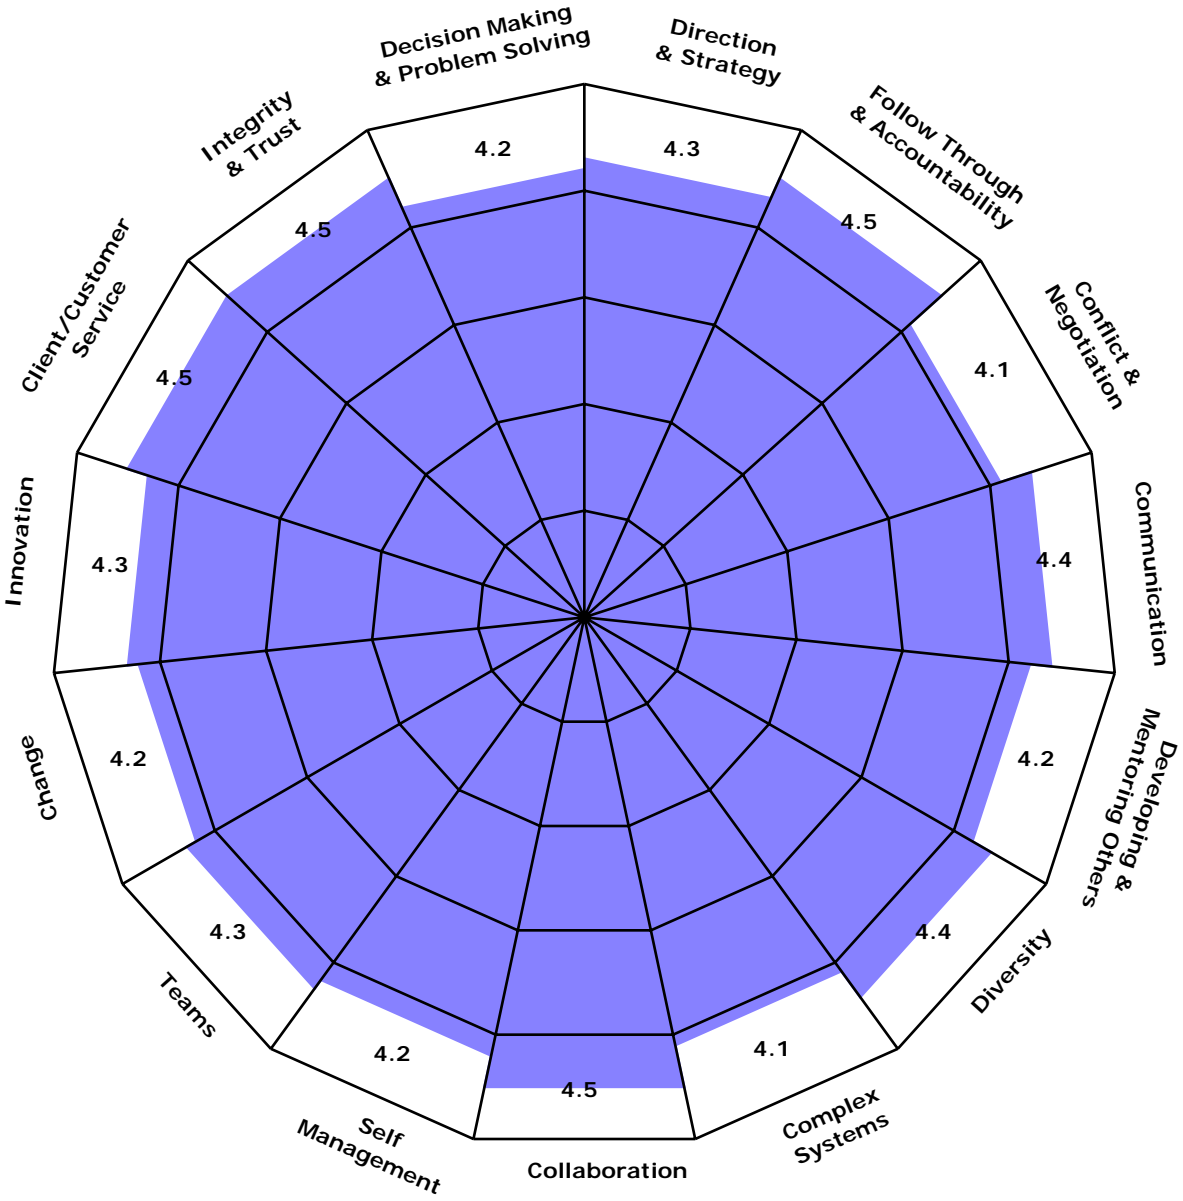 Decision Making
& Problem Solving
4.2
Direction
& Strategy
4.3
Follow Through
& Accountability
4.5
Conflict &
Negotiation
4.1
Communication
4.4
Developing &
Mentoring Others
4.2
Diversity
4.4
Complex
Systems
4.1
Collaboration
4.5
Self
Management
4.2
Teams
4.3
Change
4.2
Innovation
4.3
Client/Customer
Service
4.5
Integrity
& Trust
4.5